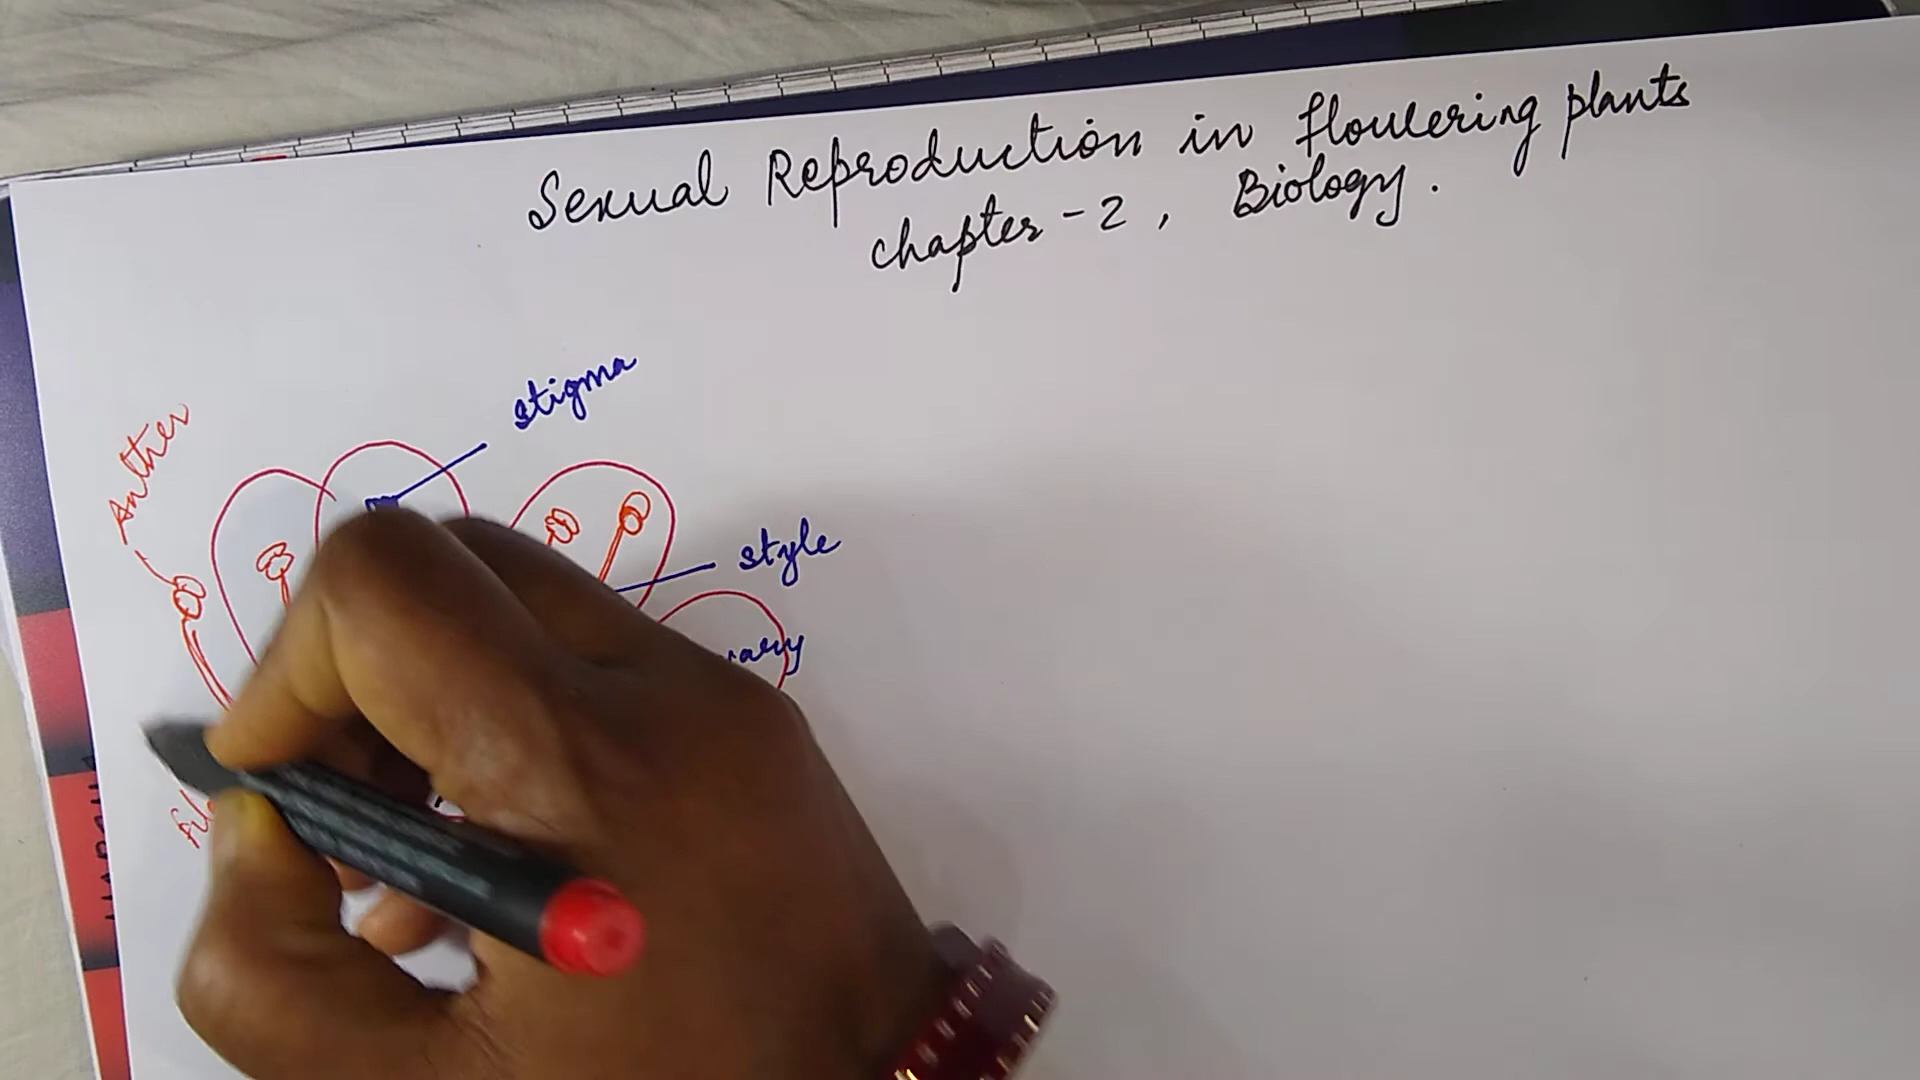 Sexual Reproduction in flowering plants
chapter - 2, Biology.
stigma
Anther
style